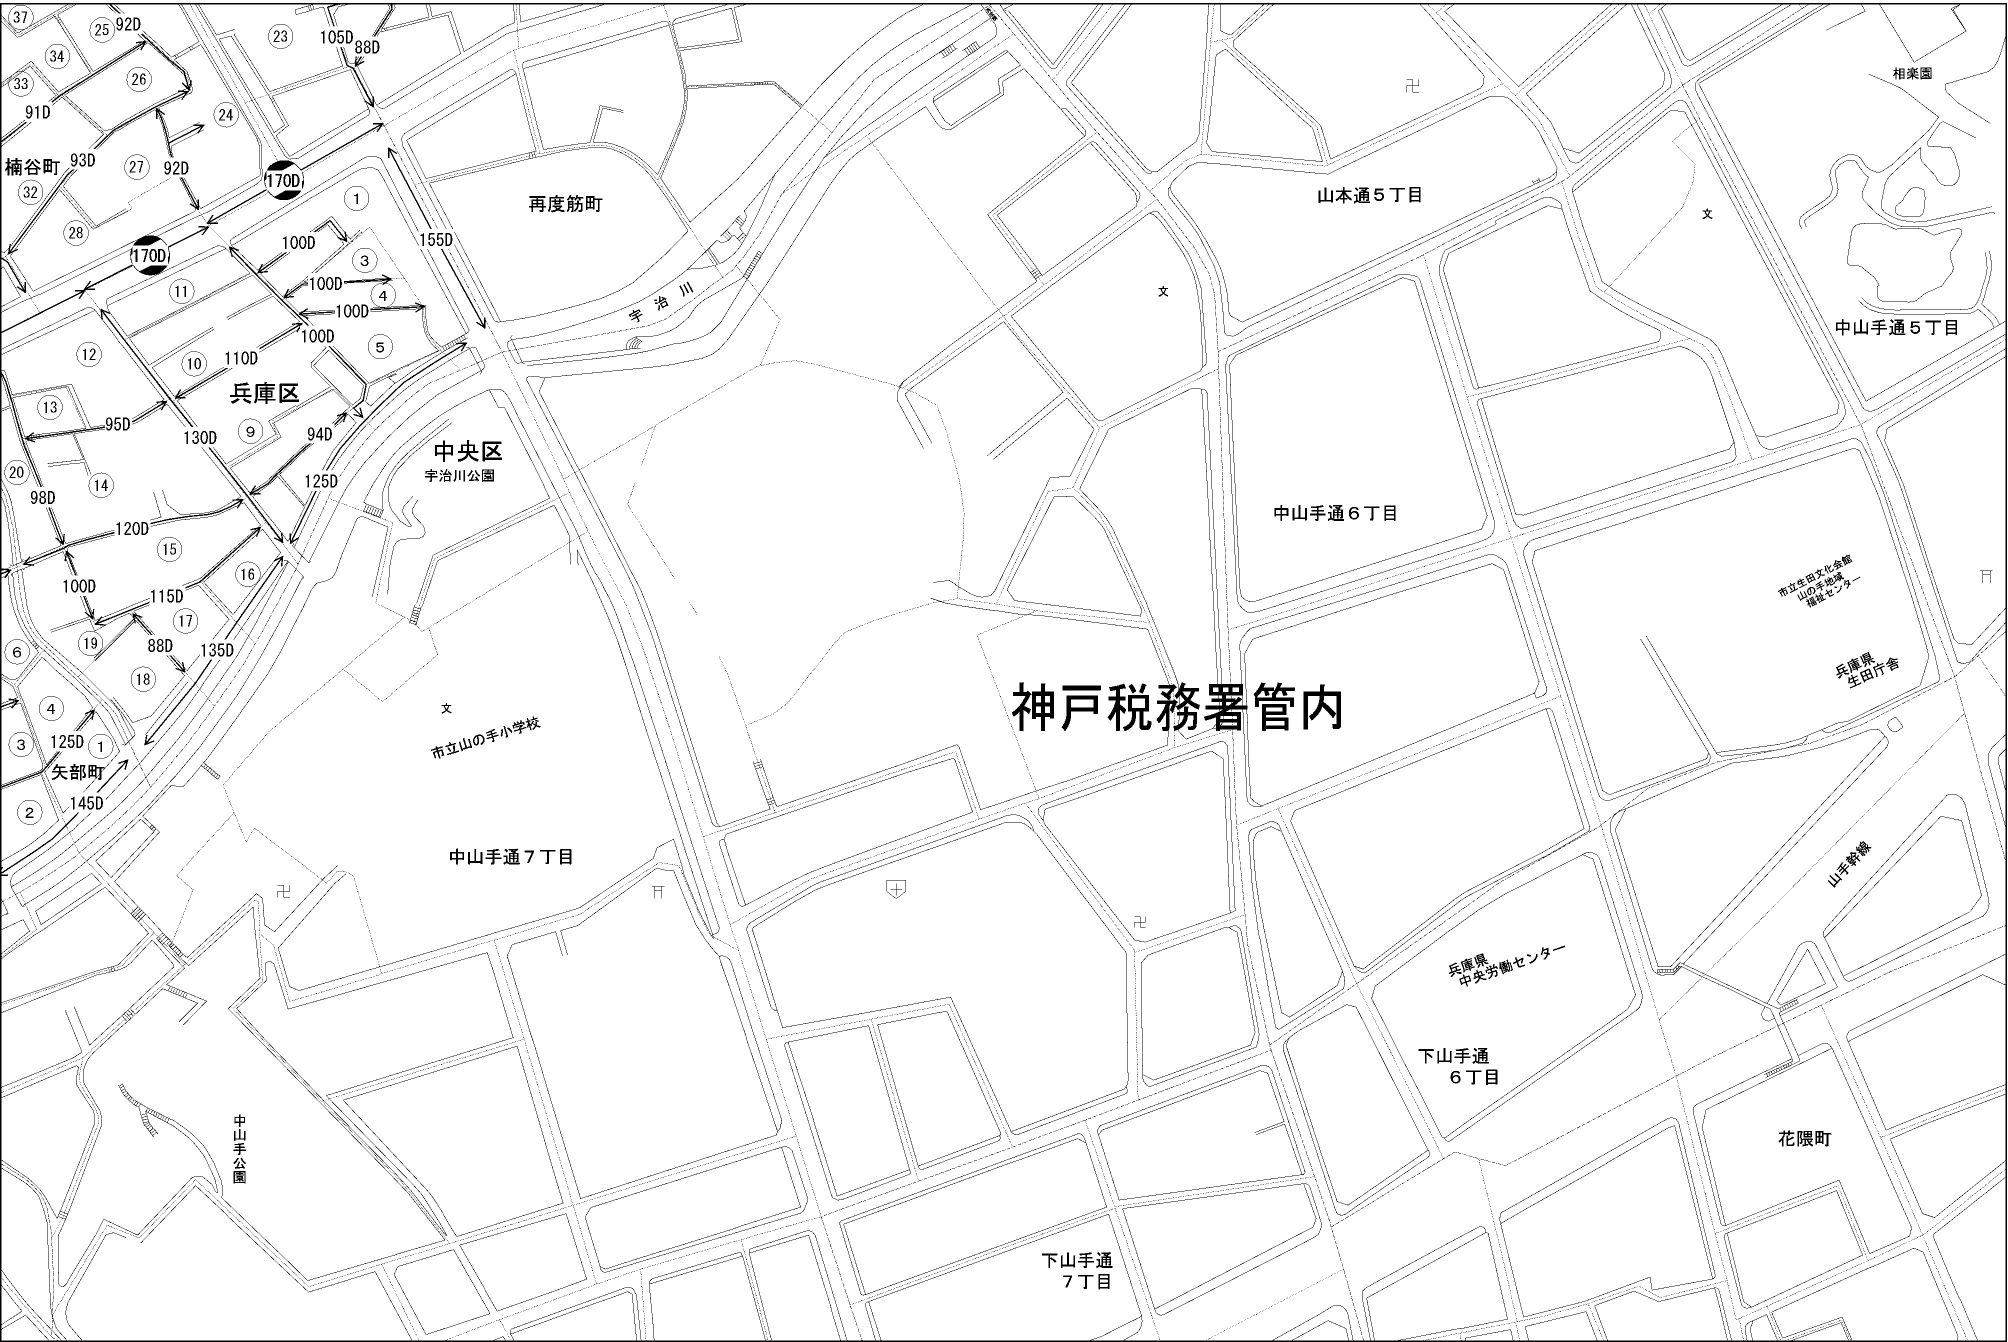 37
25
92D
23
105D
88D
34
26
33
91D
24
相楽園
楠谷町
93D
27
92D
170D
32
1
山本通5丁目
再度筋町
文
28
100D
155D
170D
3
11
100D
4
文
宇治川
100D
中山手通5丁目
12
100D
5
10
110D
兵庫区
13
95D
9
130D
94D
中央区
宇治川公園
20
14
125D
98D
中山手通6丁目
120D
15
16
100D
市立生田文化会館
山の手地域
福祉センター
115D
17
19
88D
135D
6
18
兵庫県
生田庁舎
4
文
神戸税務署管内
市立山の手小学校
3
125D
1
矢部町
145D
2
中山手通7丁目
山手幹線
兵庫県
中央労働センター
下山手通
6丁目
中山手公園
花隈町
下山手通
7丁目